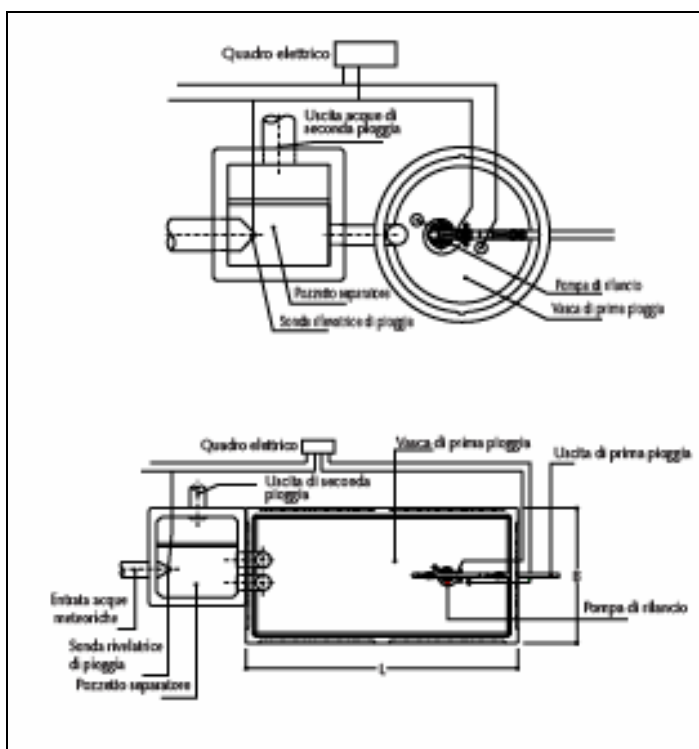 Quadro elettrico
Uscita acque di
seconda pioggia
Pompa di rilancio
Pozzetto separatore
Vasca di prima pioggia
Sonda rilevatrice di pioggia
Quadro elettrico
Vasca di prima pioggia
Uscita di prima pioggia
Uscita di seconda
pioggia
Entrata acque
meteoriche
Pompa di rilancio
Sonda rivelatrice
di pioggia
Pozzetto separatore
L